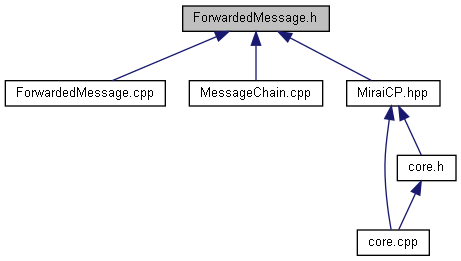 ForwardedMessage.h
ForwardedMessage.cpp
MessageChain.cpp
MiraiCP.hpp
core.h
core.cpp